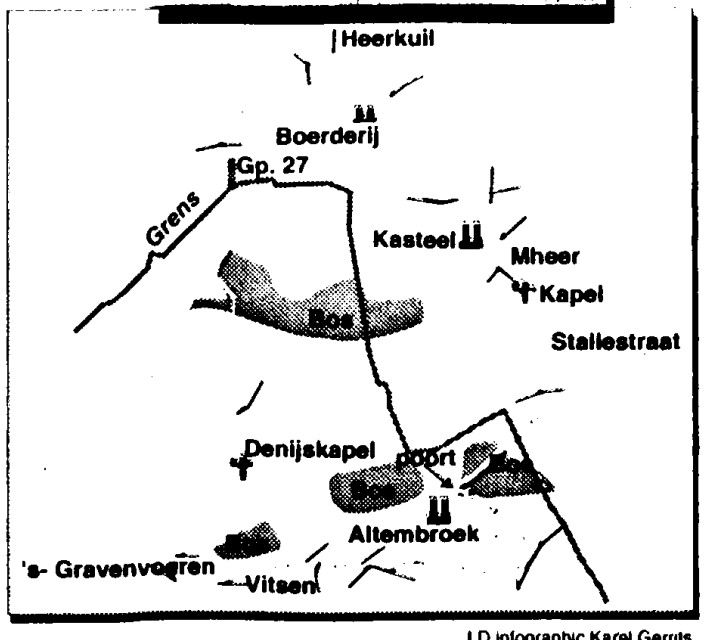 Heerkuil
Boerderij
Gp. 27
Grens
Kasteel
Mheer
Kapel
Bos
Stallestraat
Denijskapel
poort
Bos
Bos
Altembroek
Bos
's- Gravenvoeren
Vitsen
LD infographic Karel Gerrits